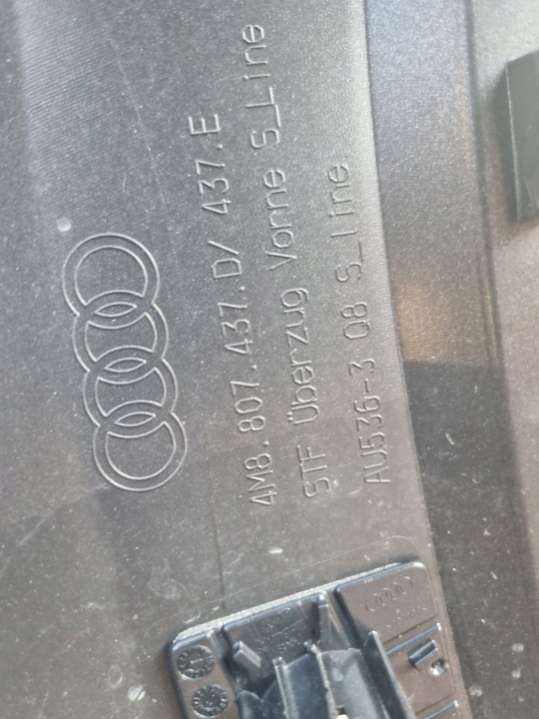 4M8.807.437.D/ 437.E
STF Überzug Vorne S_Line
AU536-3 08 S_line